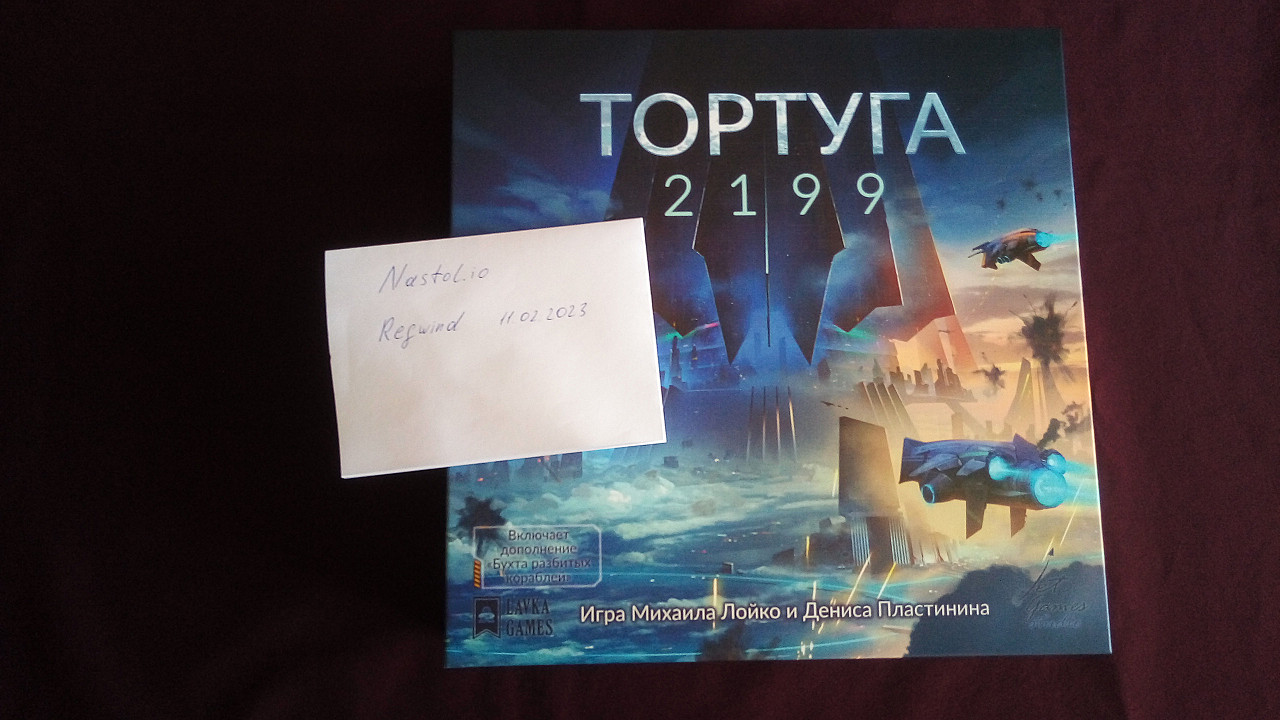 ТОРТУГА
2199
Nastol.io
Regwind 11.02.2023
Включает
дополнение
«Бухта разбитых
кораблей»
LAVKA
GAMES
Игра Михаила Лойко и Дениса Пластинина
games